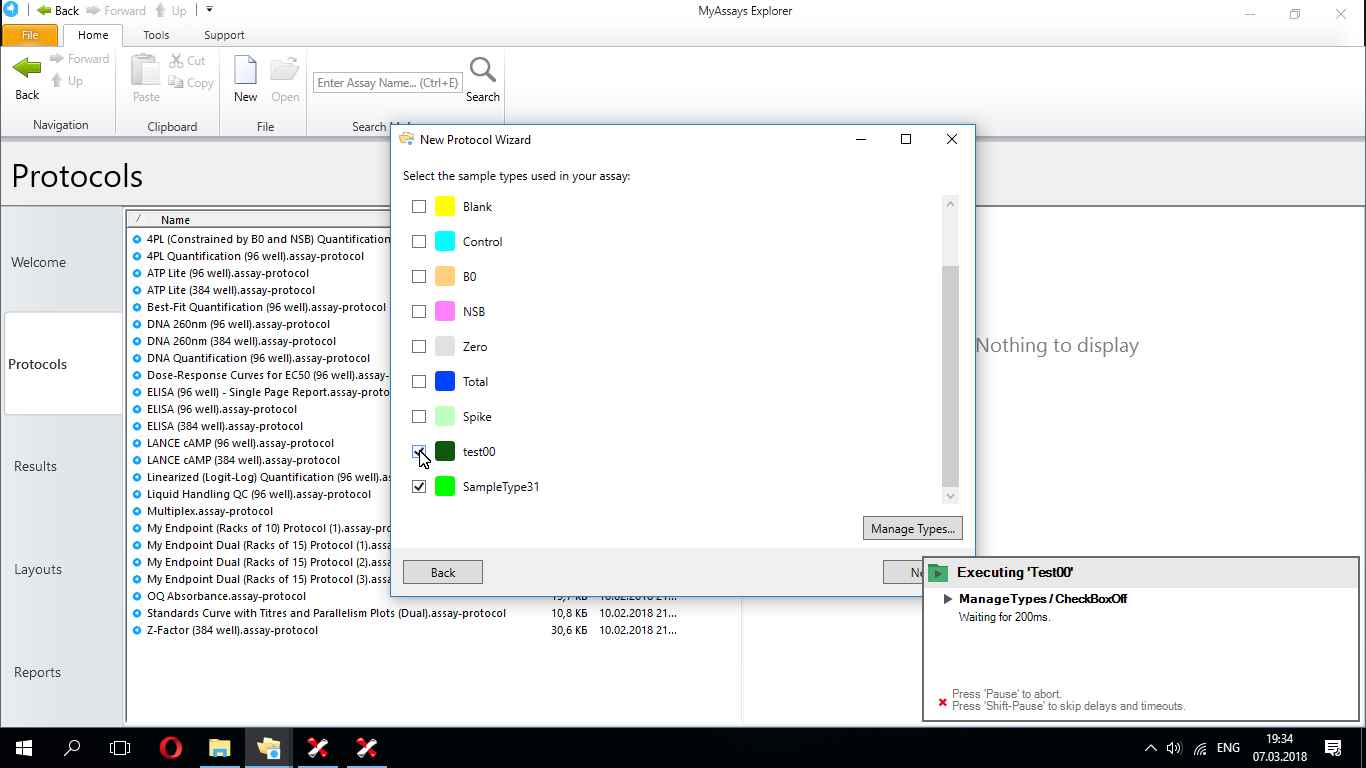 Back Forward Up
MyAssays Explorer
File Home Tools Support
Back
Forward
Up
Navigation
Paste
Cut
Copy
Clipboard
New
Open
File
Enter Assay Name... (Ctrl+E)
Search
Search
Protocols
Welcome
Protocols
Results
Layouts
Reports
Name
4PL (Constrained by B0 and NSB) Quantification
4PL Quantification (96 well).assay-protocol
ATP Lite (96 well).assay-protocol
ATP Lite (384 well).assay-protocol
Best-Fit Quantification (96 well).assay-protocol
DNA 260nm (96 well).assay-protocol
DNA 260nm (384 well).assay-protocol
DNA Quantification (96 well).assay-protocol
Dose-Response Curves for EC50 (96 well).assay-
ELISA (96 well) - Single Page Report.assay-proto
ELISA (96 well).assay-protocol
ELISA (384 well).assay-protocol
LANCE cAMP (96 well).assay-protocol
LANCE cAMP (384 well).assay-protocol
Linearized (Logit-Log) Quantification (96 well).as
Liquid Handling QC (96 well).assay-protocol
Multiplex.assay-protocol
My Endpoint (Racks of 10) Protocol (1).assay-pro
My Endpoint Dual (Racks of 15) Protocol (1).assa
My Endpoint Dual (Racks of 15) Protocol (2).assa
My Endpoint Dual (Racks of 15) Protocol (3).assa
OQ Absorbance.assay-protocol 10.02.2018 21...
Standards Curve with Titres and Parallelism Plots (Dual).assay-protocol 10,8 КБ 10.02.2018 21...
Z-Factor (384 well).assay-protocol 30,6 КБ 10.02.2018 21...
Nothing to display
New Protocol Wizard
Select the sample types used in your assay:
Blank
Control
B0
NSB
Zero
Total
Spike
test00
SampleType31
Manage Types...
Back
Ne
Executing 'Test00'
ManageTypes / CheckBoxOff
Waiting for 200ms.
Press 'Pause' to abort.
Press 'Shift-Pause' to skip delays and timeouts.
ENG
19:34
07.03.2018